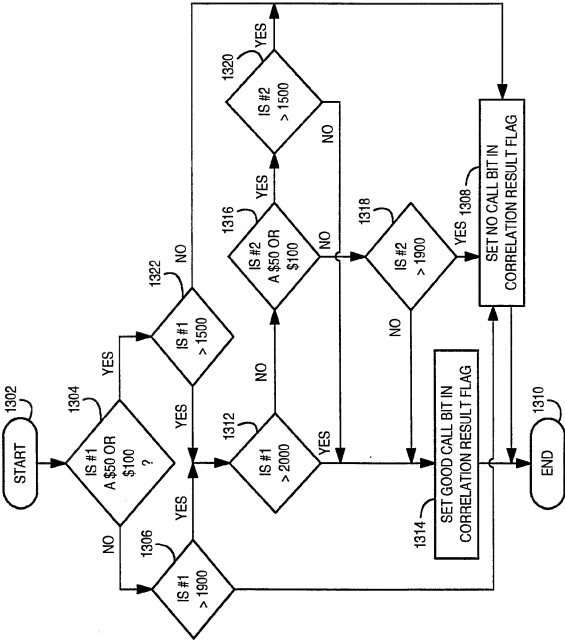 START
1302
IS #1
A $50 OR
$100
?
1304
NO
YES
IS #1
> 1900
1306
YES
IS #1
> 1500
1322
YES
NO
IS #1
> 2000
1312
NO
YES
IS #2
A $50 OR
$100
1316
YES
NO
IS #2
> 1500
1320
YES
NO
IS #2
> 1900
1318
NO
YES
SET GOOD CALL BIT IN
CORRELATION RESULT FLAG
1314
SET NO CALL BIT IN
CORRELATION RESULT FLAG
1308
END
1310